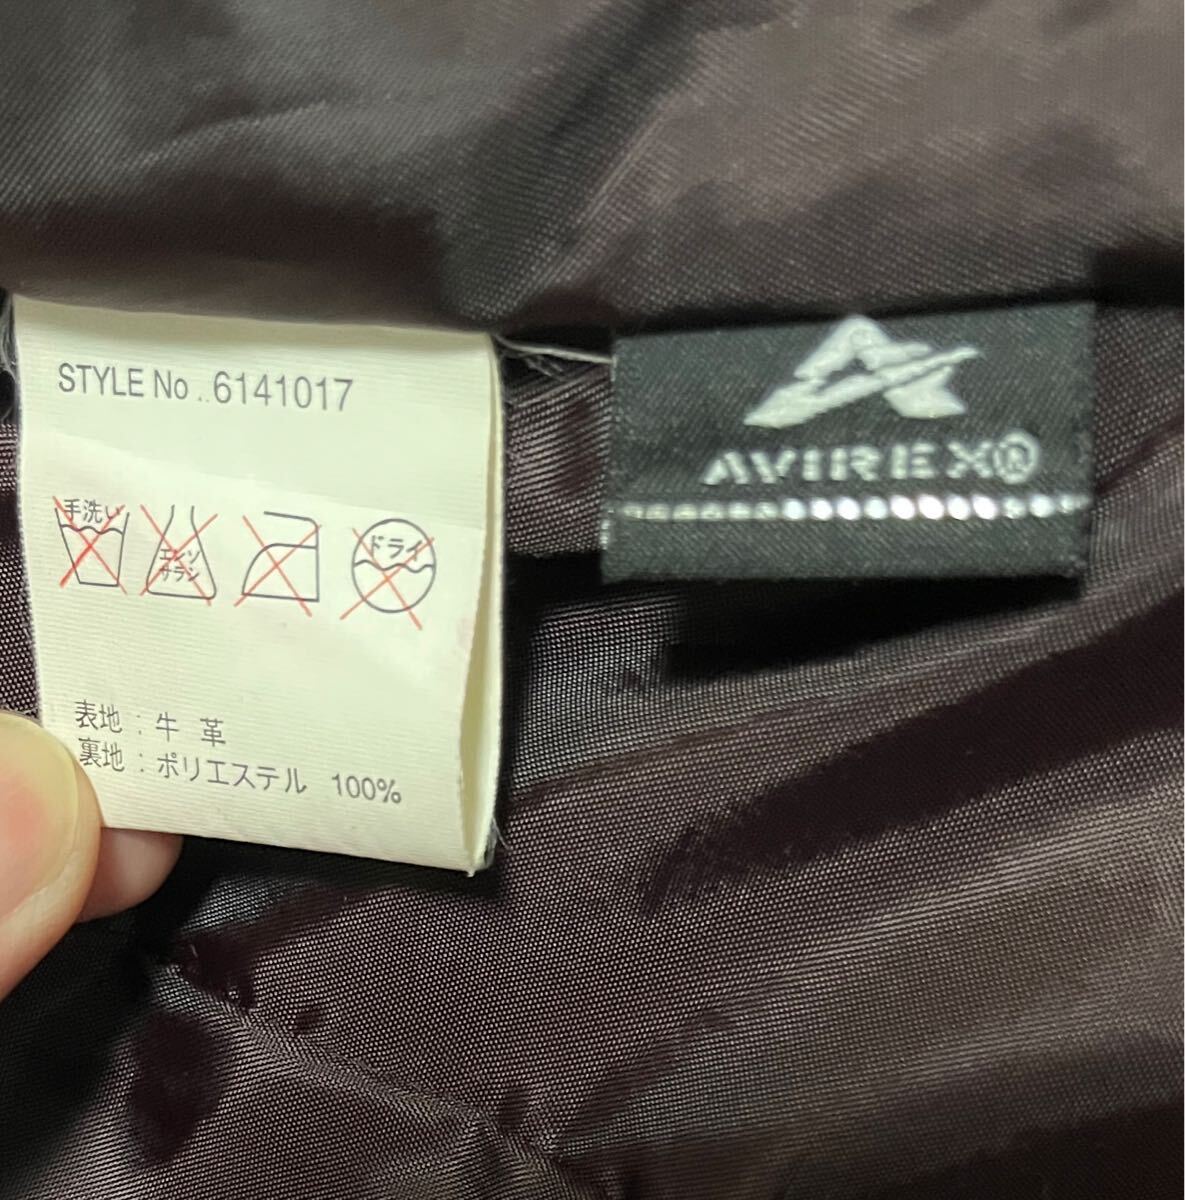 STYLE No..6141017
手洗い
エンソ
サラシ
ドライ
表地：牛 革
裏地：ポリエステル 100%
AVIREX®